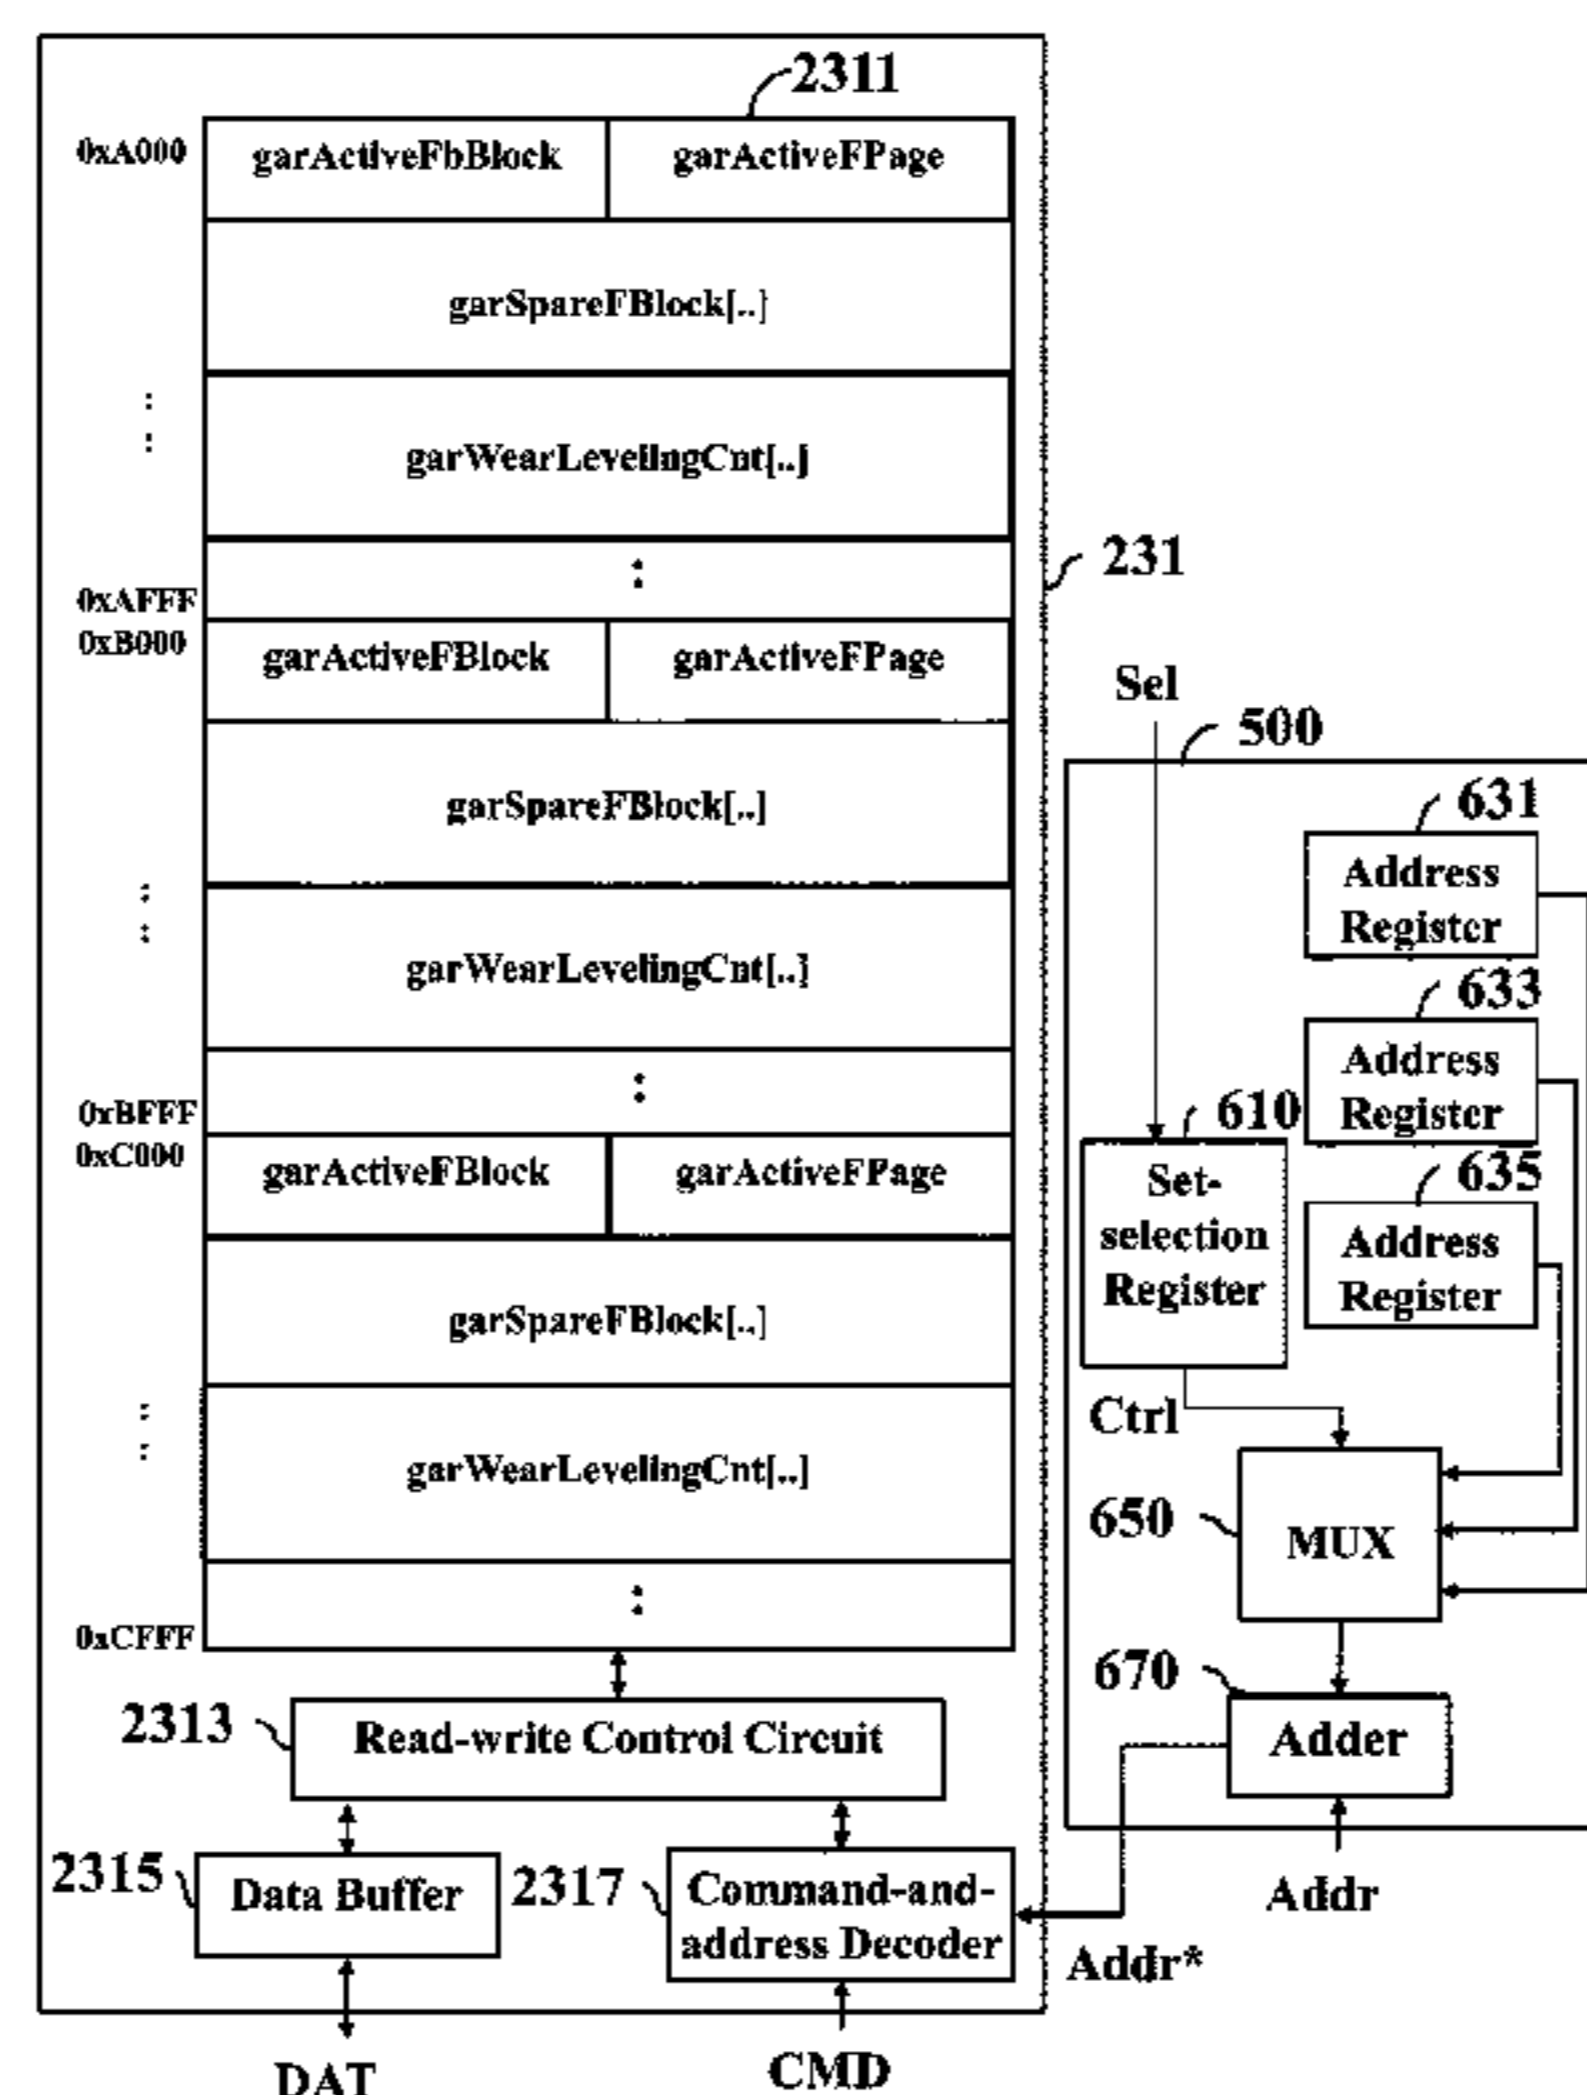 2311
0xA000
garActiveFbBlock
garActiveFPage
garSpareFBlock[..]
:
:
garWearLevelingCnt[..]
:
231
0xAFFF
0xB000
garActiveFBlock
garActiveFPage
Sel
500
garSpareFBlock[..]
631
Address
Register
:
:
garWearLevelingCnt[..]
633
Address
Register
:
0xBFFF
0xC000
610
garActiveFBlock
garActiveFPage
Set-
selection
Register
635
Address
Register
garSpareFBlock[..]
:
:
Ctrl
garWearLevelingCnt[..]
650
MUX
:
0xCFFF
670
2313
Read-write Control Circuit
Adder
2315
Data Buffer
2317
Command-and-
address Decoder
Addr
Addr*
DAT
CMD